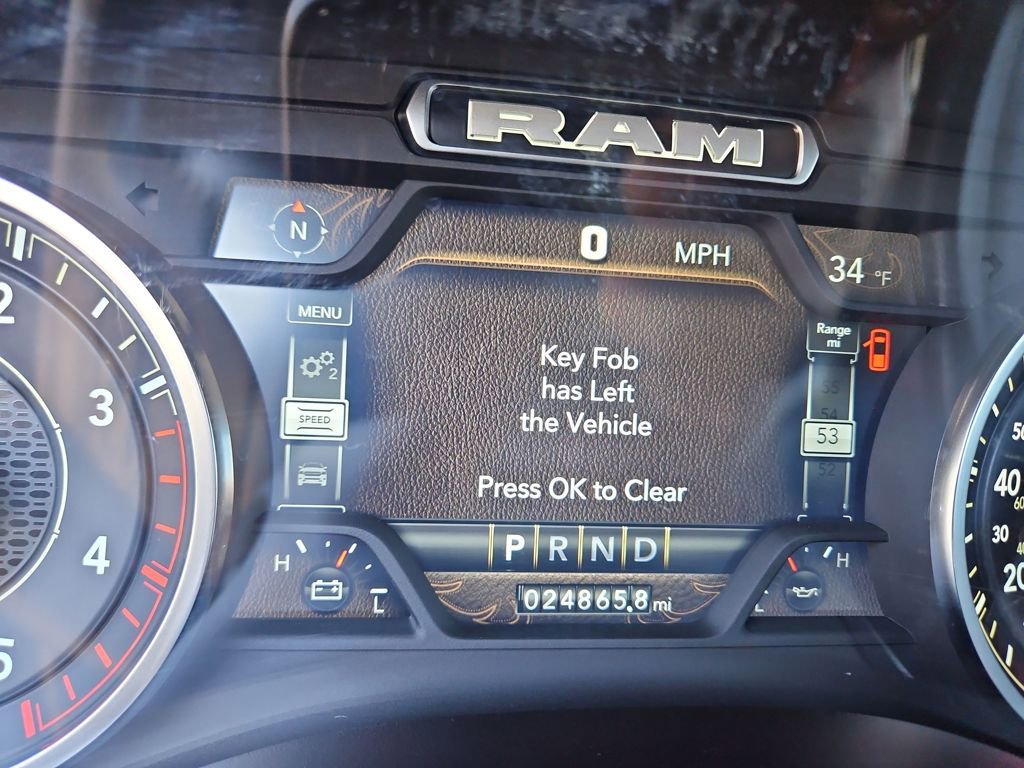 RAM
N
0 MPH
34 °F
MENU
Range
mi
2
SPEED
55
54
53
52
Key Fob
has Left
the Vehicle
Press OK to Clear
P R N D
H
L
H
L
024865.8 mi
2
3
4
5
50
40
30
20